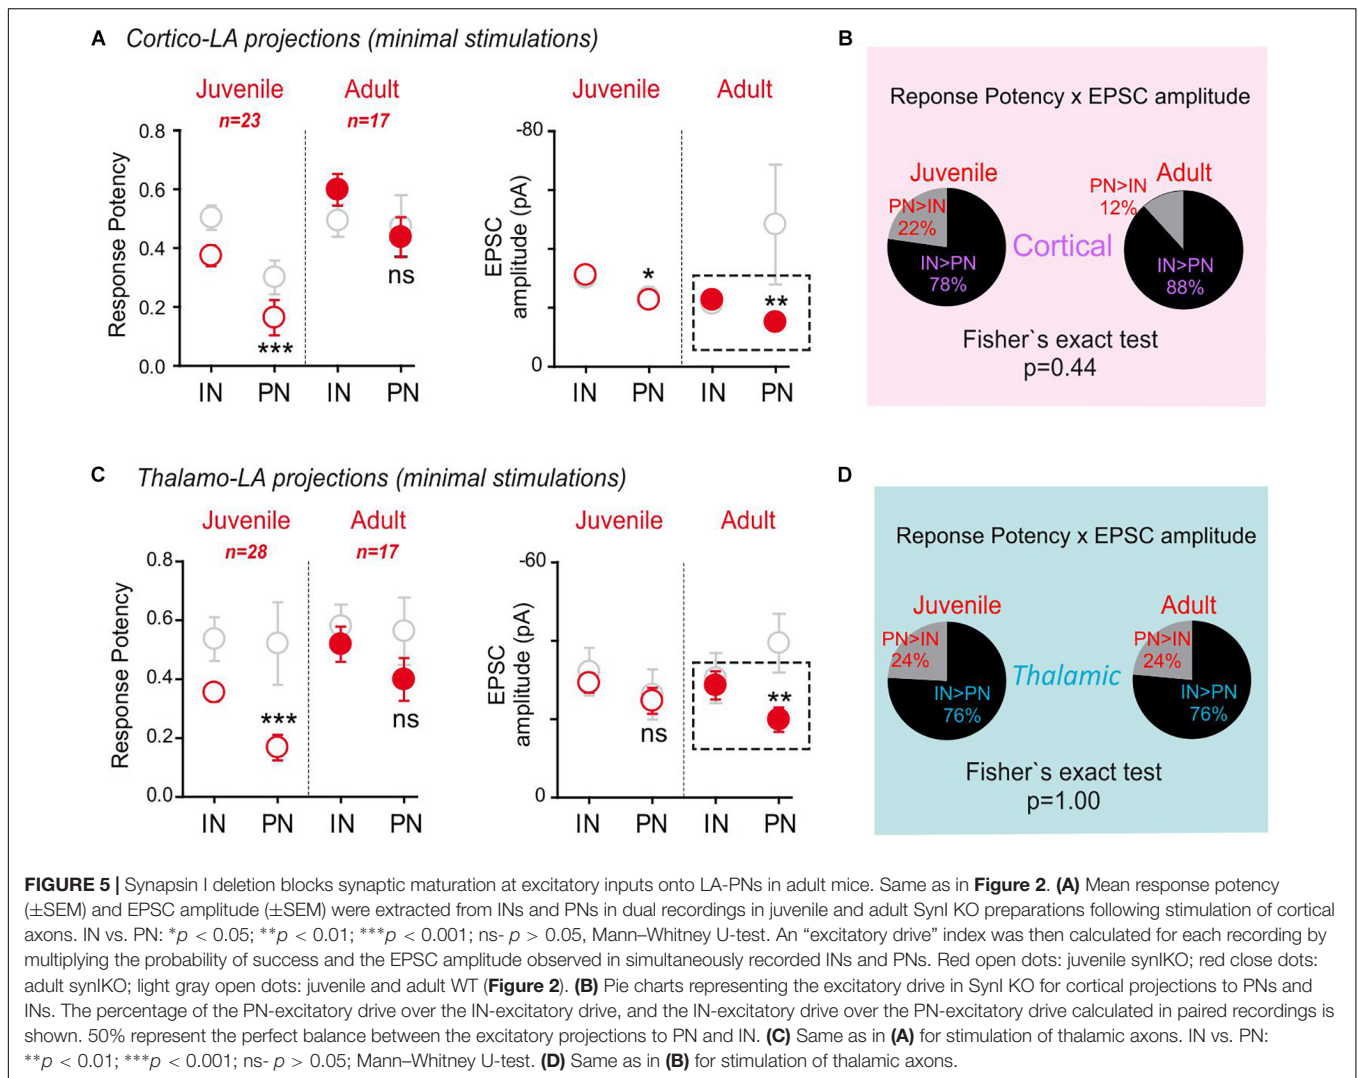 A Cortico-LA projections (minimal stimulations)
Juvenile Adult
n=23 n=17
Response Potency
0.8
0.6
0.4
0.2
0.0
***
ns
IN PN IN PN
Juvenile Adult
EPSC
amplitude (pA)
-80
0
*
**
IN PN IN PN
B
Reponse Potency x EPSC amplitude
Juvenile Adult
PN>IN
22%
IN>PN
78%
Cortical
PN>IN
12%
IN>PN
88%
Fisher`s exact test
p=0.44
C Thalamo-LA projections (minimal stimulations)
Juvenile Adult
n=28 n=17
Response Potency
0.8
0.6
0.4
0.2
0.0
***
ns
IN PN IN PN
Juvenile Adult
EPSC
amplitude (pA)
-60
0
ns
**
IN PN IN PN
D
Reponse Potency x EPSC amplitude
Juvenile Adult
PN>IN
24%
IN>PN
76%
Thalamic
PN>IN
24%
IN>PN
76%
Fisher`s exact test
p=1.00
FIGURE 5 | Synapsin I deletion blocks synaptic maturation at excitatory inputs onto LA-PNs in adult mice. Same as in Figure 2. (A) Mean response potency
(±SEM) and EPSC amplitude (±SEM) were extracted from INs and PNs in dual recordings in juvenile and adult SynI KO preparations following stimulation of cortical
axons. IN vs. PN: *p < 0.05; **p < 0.01; ***p < 0.001; ns- p > 0.05, Mann–Whitney U-test. An “excitatory drive” index was then calculated for each recording by
multiplying the probability of success and the EPSC amplitude observed in simultaneously recorded INs and PNs. Red open dots: juvenile synIKO; red close dots:
adult synIKO; light gray open dots: juvenile and adult WT (Figure 2). (B) Pie charts representing the excitatory drive in SynI KO for cortical projections to PNs and
INs. The percentage of the PN-excitatory drive over the IN-excitatory drive, and the IN-excitatory drive over the PN-excitatory drive calculated in paired recordings is
shown. 50% represent the perfect balance between the excitatory projections to PN and IN. (C) Same as in (A) for stimulation of thalamic axons. IN vs. PN:
**p < 0.01; ***p < 0.001; ns- p > 0.05; Mann–Whitney U-test. (D) Same as in (B) for stimulation of thalamic axons.